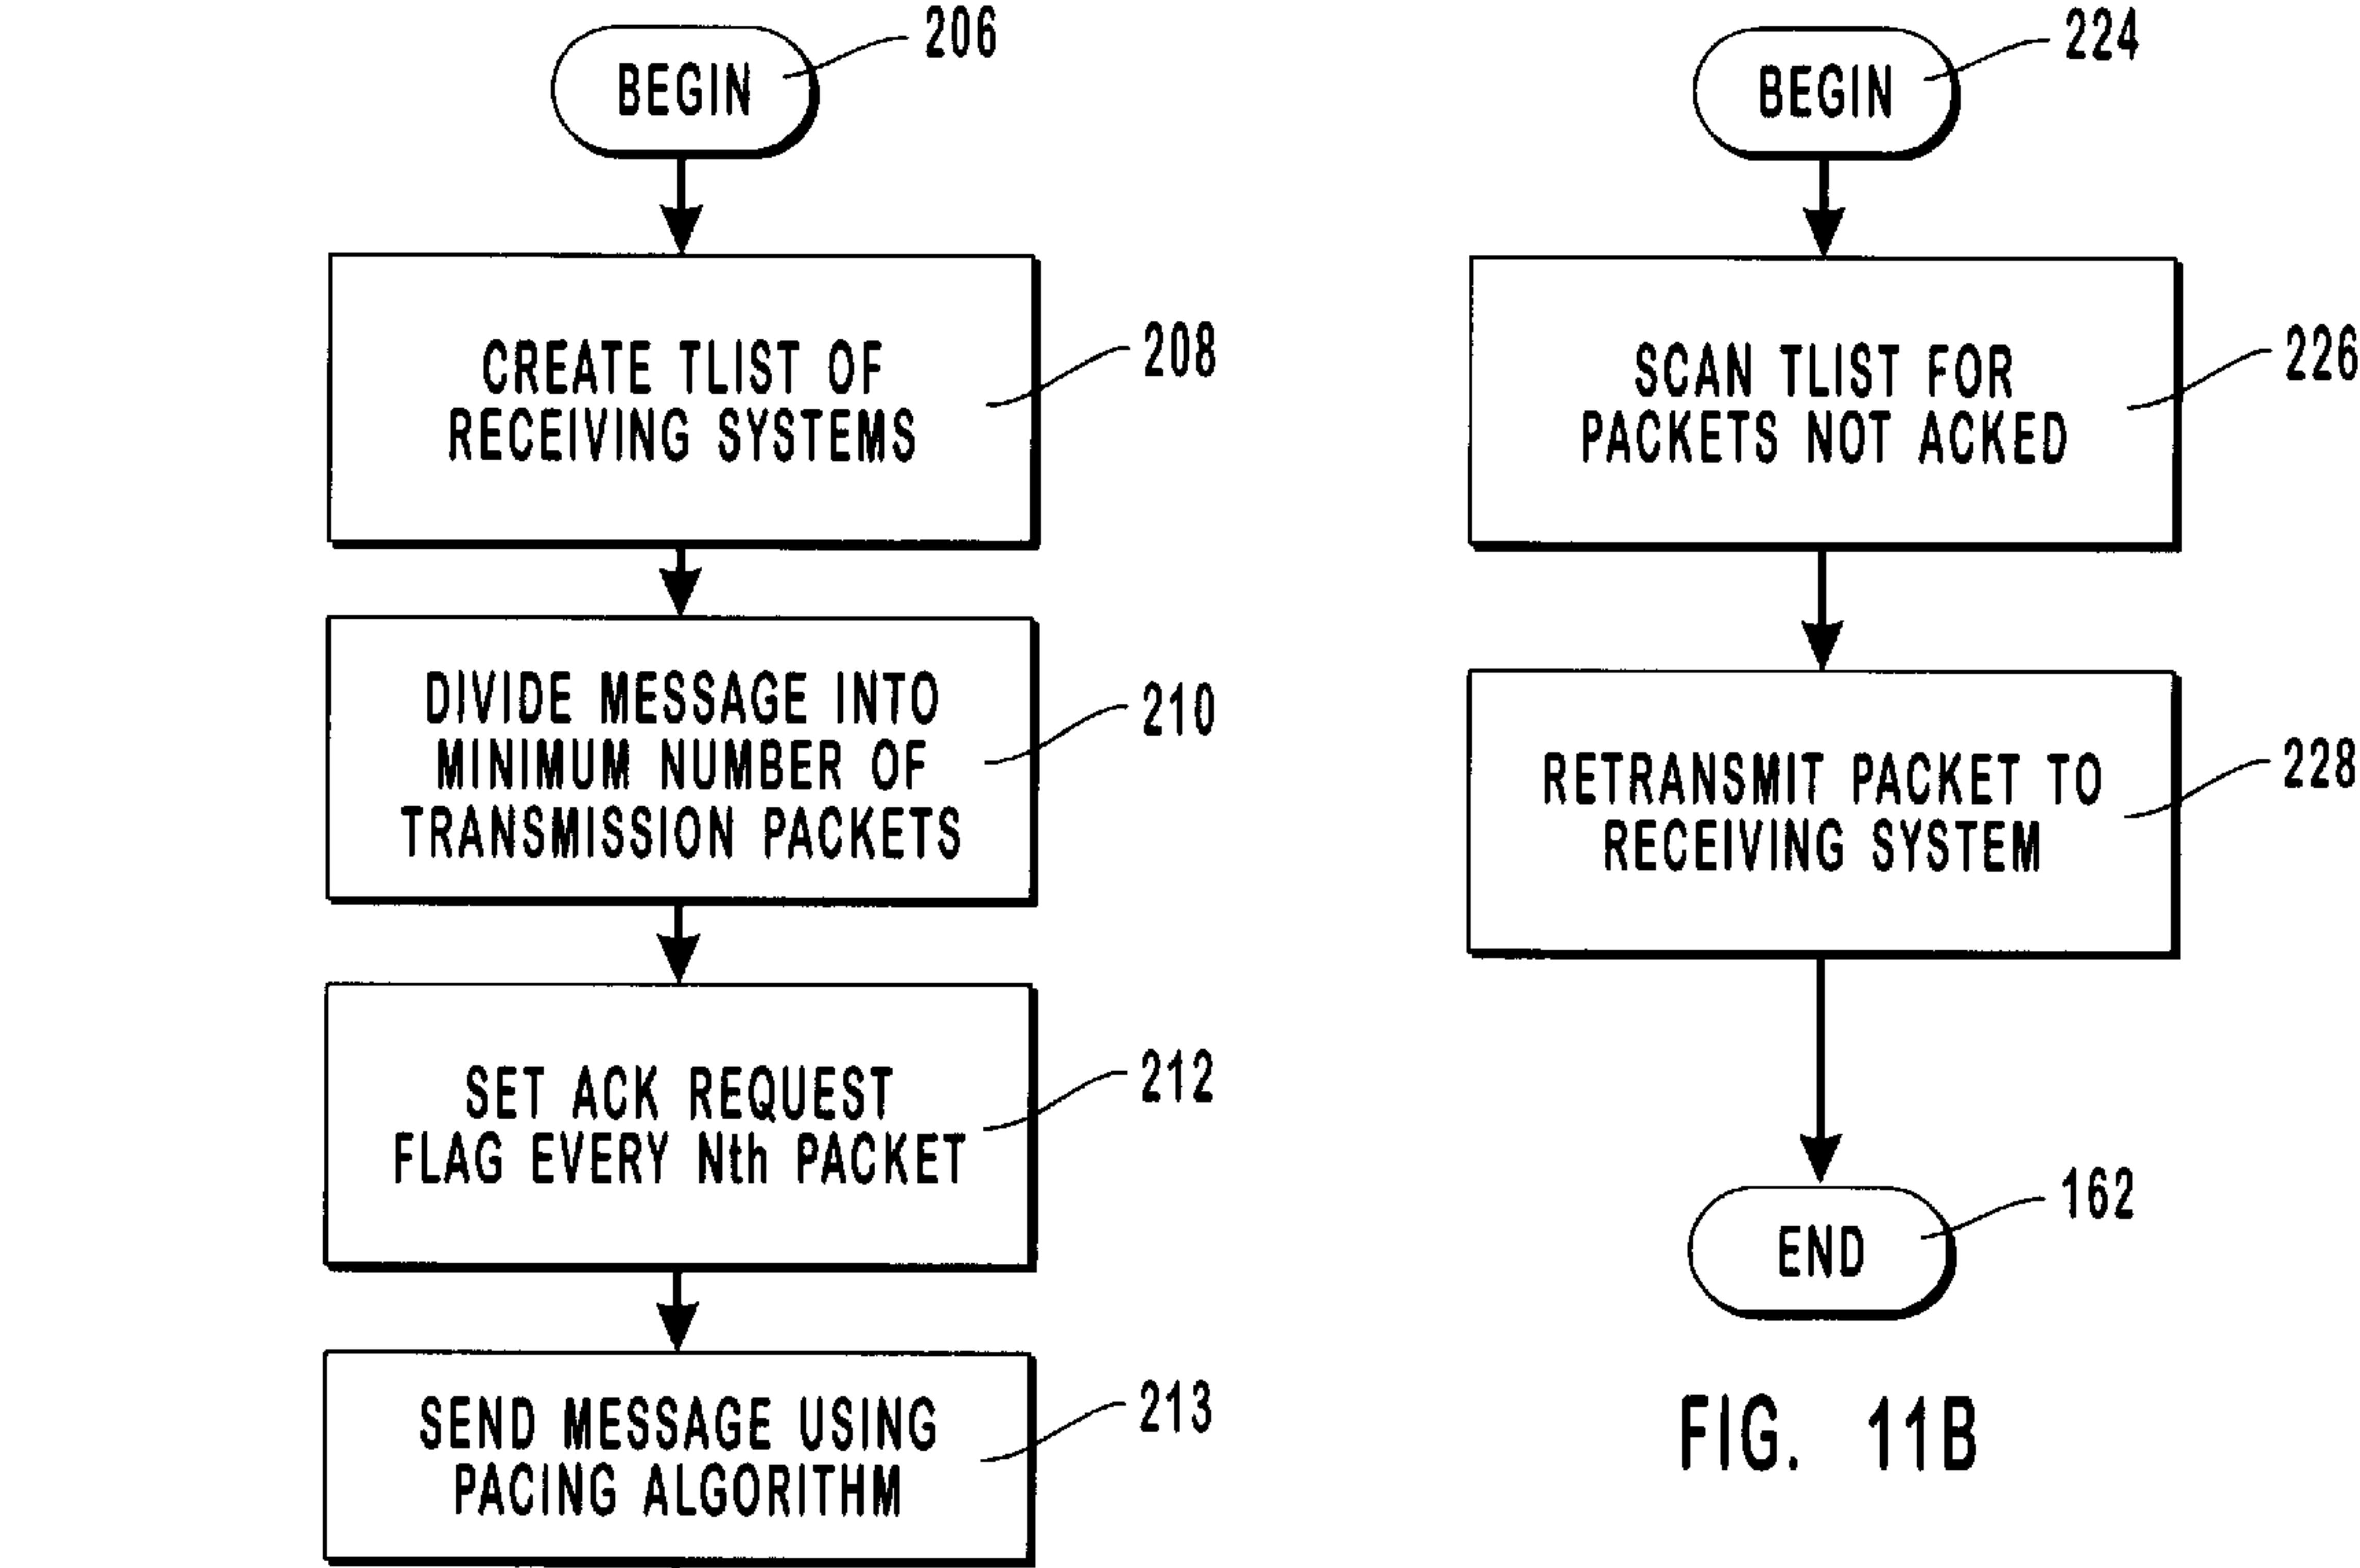 BEGIN
206
CREATE TLIST OF
RECEIVING SYSTEMS
208
DIVIDE MESSAGE INTO
MINIMUM NUMBER OF
TRANSMISSION PACKETS
210
SET ACK REQUEST
FLAG EVERY Nth PACKET
212
SEND MESSAGE USING
PACING ALGORITHM
213
BEGIN
224
SCAN TLIST FOR
PACKETS NOT ACKED
226
RETRANSMIT PACKET TO
RECEIVING SYSTEM
228
END
162
FIG. 11B